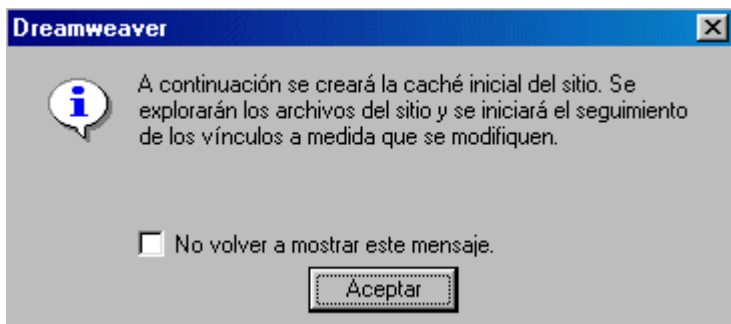 Dreamweaver
A continuación se creará la caché inicial del sitio. Se
explorarán los archivos del sitio y se iniciará el seguimiento
de los vínculos a medida que se modifiquen.
No volver a mostrar este mensaje.
Aceptar